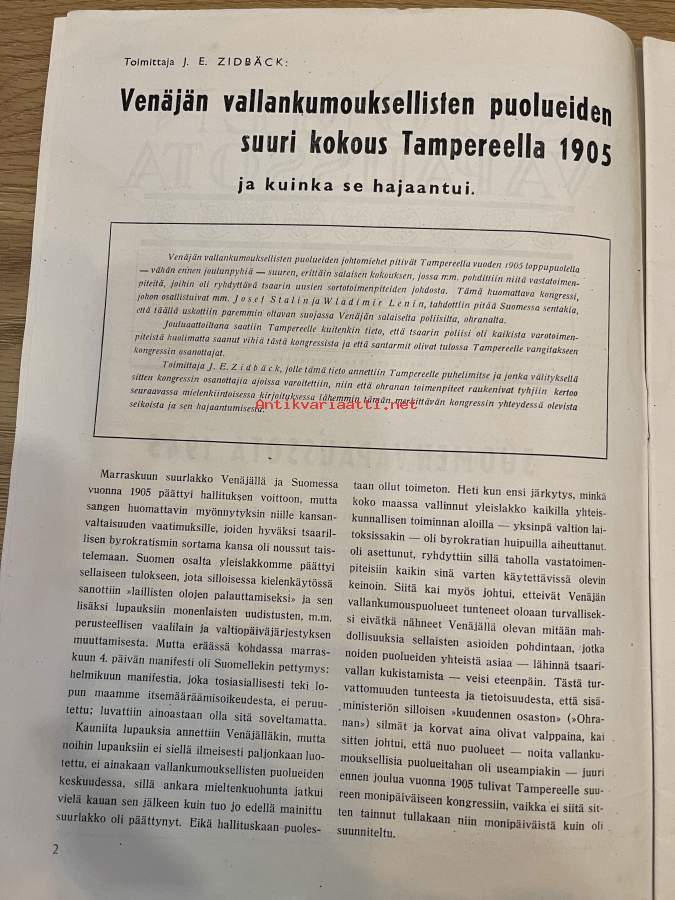 Toimittaja J. E. ZIDBÄCK:
Venäjän vallankumouksellisten puolueiden
suuri kokous Tampereella 1905
ja kuinka se hajaantui.
Venäjän vallankumouksellisten puolueiden johtomiehet pitivät Tampereella vuoden 1905 loppupuolella
— vähän ennen joulunpyhiä — suuren, erittäin salaisen kokouksen, jossa mm. pohdittiin niitä vastatoimen-
piteitä, joihin oli ryhdyttävä tsaarin uusien sortotoimenpiteiden johdosta. Tämä huomattava kongressi,
johon osallistuivat mm. Josef Stalin ja Wladimir Lenin, tahdottiin pitää Suomessa sentakia,
että täällä uskottiin paremmin oltavan suojassa Venäjän salaiselta poliisilta, ohranalta.
Jouluaattoiltana saatiin Tampereelle kuitenkin tieto, että tsaarin poliisi oli kaikista varotoimen-
piteistä huolimatta saanut vihiä tästä kongressista ja että santarmit olivat tulossa Tampereelle vangitakseen
kongressin osanottajat.
Toimittaja J. E. Zidbäck, jolle tämä tieto annettiin Tampereelle puhelimitse ja jonka välityksellä
sitten kongressin osanottajia ajoissa varoitettiin, niin että ohranan toimenpiteet raukenivat tyhjiin kertoo
seuraavassa mielenkiintoisessa kirjoituksessa lähemmin tämän merkittävän kongressin yhteydessä olevista
seikoista ja sen hajaantumisesta.
Antikvariaatti.net
Marraskuun suurlakko Venäjällä ja Suomessa
vuonna 1905 päättyi hallituksen voittoon, mutta
sangen huomattavin myönnytyksin niille kansan-
valtaisuuden vaatimuksille, joiden hyväksi tsaaril-
lisen byrokratismin sortama kansa oli noussut tais-
telemaan. Suomen osalta yleislakkomme päättyi
sellaiseen tulokseen, jota silloisessa kielenkäytössä
sanottiin »laillisten olojen palauttamiseksi» ja sen
lisäksi lupauksiin monenlaisten uudistusten, m.m.
perusteellisen vaalilain ja valtiopäiväjärjestyksen
muuttamisesta. Mutta eräässä kohdassa marras-
kuun 4. päivän manifesti oli Suomellekin pettymys:
helmikuun manifestia, joka tosiasiallisesti teki lo-
pun maamme itsemääräämisoikeudesta, ei peruu-
tettu; luvattiin ainoastaan olla sitä soveltamatta.
Kauniita lupauksia annettiin Venäjälläkin, mutta
noihin lupauksiin ei siellä ilmeisesti paljonkaan luo-
tettu, ei ainakaan vallankumouksellisten puolueiden
keskuudessa, sillä ankara mieltenkuohunta jatkui
vielä kauan sen jälkeen kuin tuo jo edellä mainittu
suurlakko oli päättynyt. Eikä hallituskaan puoles-
taan ollut toimeton. Heti kun ensi järkytys, minkä
koko maassa vallinnut yleislakko kaikilla yhteis-
kunnallisen toiminnan aloilla — yksinpä valtion lai-
toksissakin — oli byrokratian huipuilla aiheuttanut.
oli asettunut, ryhdyttiin sillä taholla vastatoimen-
piteisiin kaikin sinä varten käytettävissä olevin
keinoin. Siitä kai myös johtui, etteivät Venäjän
vallankumouspuolueet tunteneet oloaan turvallisek-
si eivätkä nähneet Venäjällä olevan mitään mah-
dollisuuksia sellaisten asioiden pohdintaan, jotka
noiden puolueiden yhteistä asiaa — lähinnä tsaari-
vallan kukistamista — veisi eteenpäin. Tästä tur-
vattomuuden tunteesta ja tietoisuudesta, että sisä-
ministeriön silloisen »kuudennen osaston» (»Ohra-
nan») silmät ja korvat aina olivat valppaina, kai
sitten johtui, että nuo puolueet — noita vallanku-
mouksellisia puolueitahan oli useampiakin — juuri
ennen joulua vuonna 1905 tulivat Tampereelle suu-
reen monipäiväiseen kongressiin, vaikka ei siitä sit-
ten tainnut tullakaan niin monipäiväistä kuin oli
suunniteltu.
2